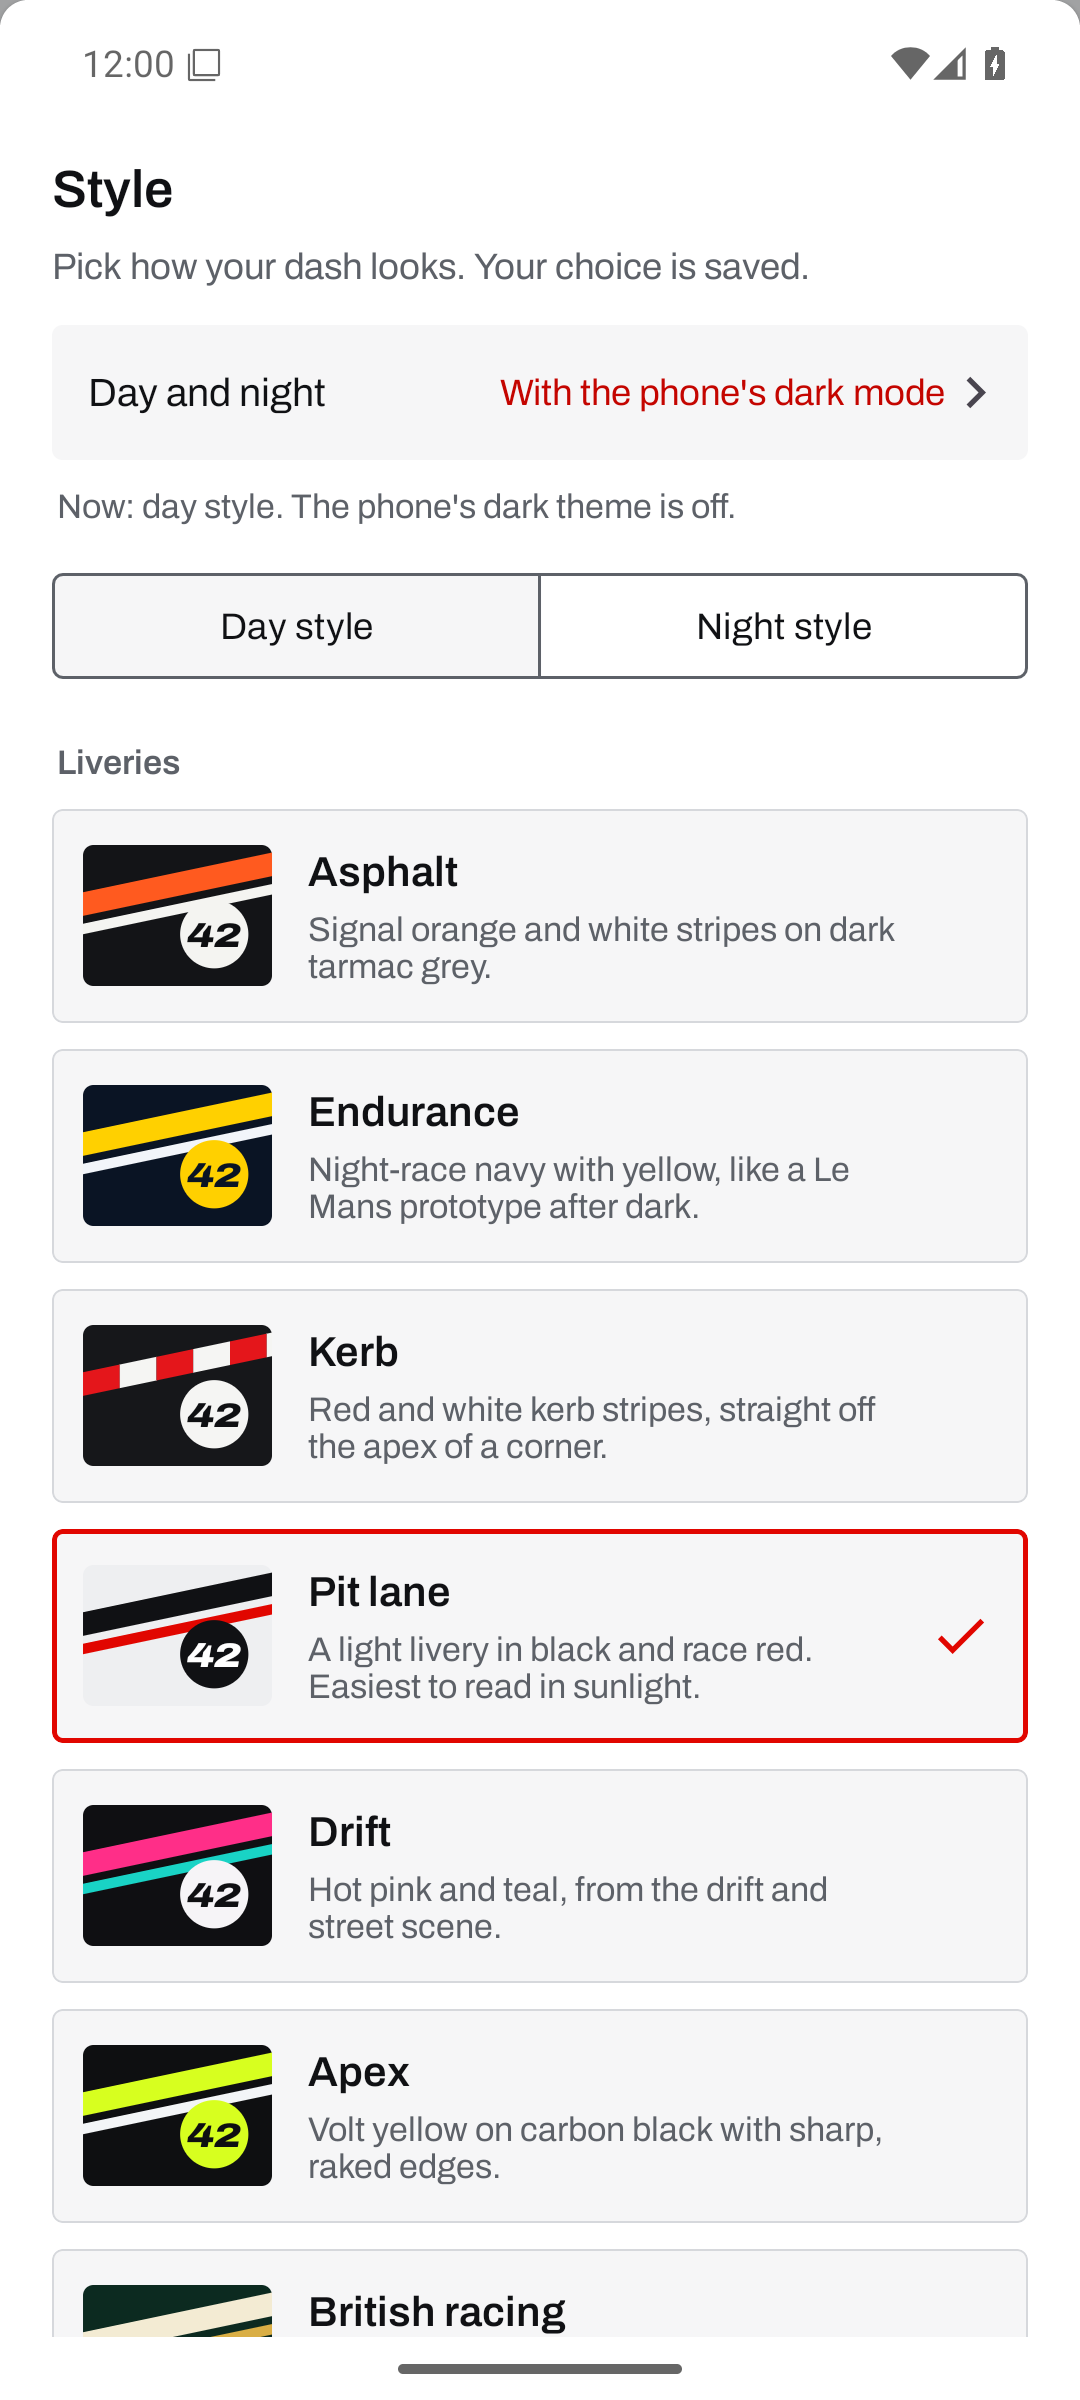 12:00
Style
Pick how your dash looks. Your choice is saved.
Day and night
With the phone's dark mode
Now: day style. The phone's dark theme is off.
Day style
Night style
Liveries
42
Asphalt
Signal orange and white stripes on dark
tarmac grey.
42
Endurance
Night-race navy with yellow, like a Le
Mans prototype after dark.
42
Kerb
Red and white kerb stripes, straight off
the apex of a corner.
42
Pit lane
A light livery in black and race red.
Easiest to read in sunlight.
42
Drift
Hot pink and teal, from the drift and
street scene.
42
Apex
Volt yellow on carbon black with sharp,
raked edges.
British racing